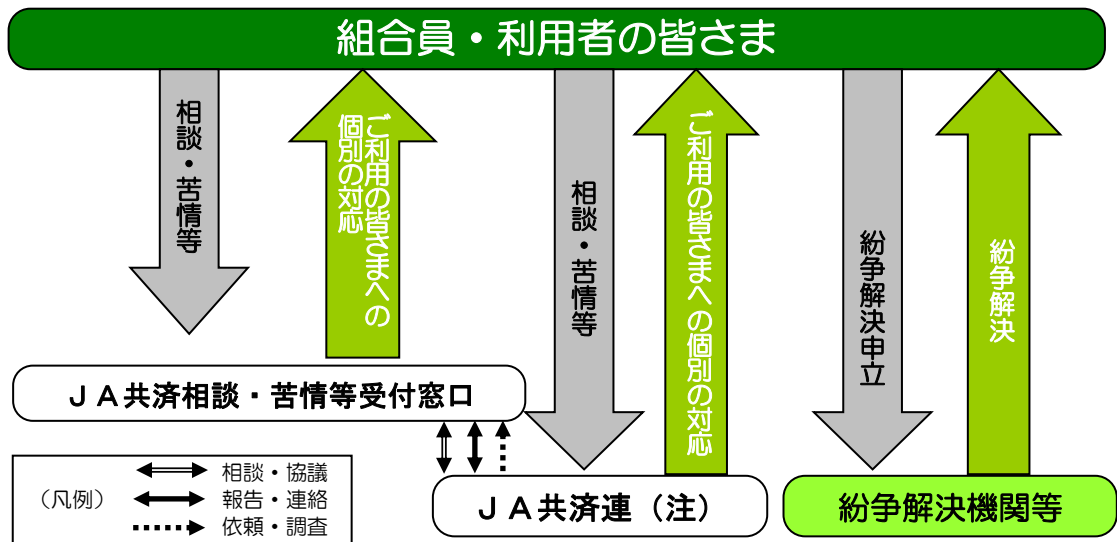 組合員・利用者の皆さま
相談・苦情等
ご利用の皆さまへの
個別の対応
相談・苦情等
ご利用の皆さまへの個別の対応
紛争解決申立
紛争解決
ＪＡ共済相談・苦情等受付窓口
（凡例）
相談・協議
報告・連絡
依頼・調査
ＪＡ共済連（注）
紛争解決機関等